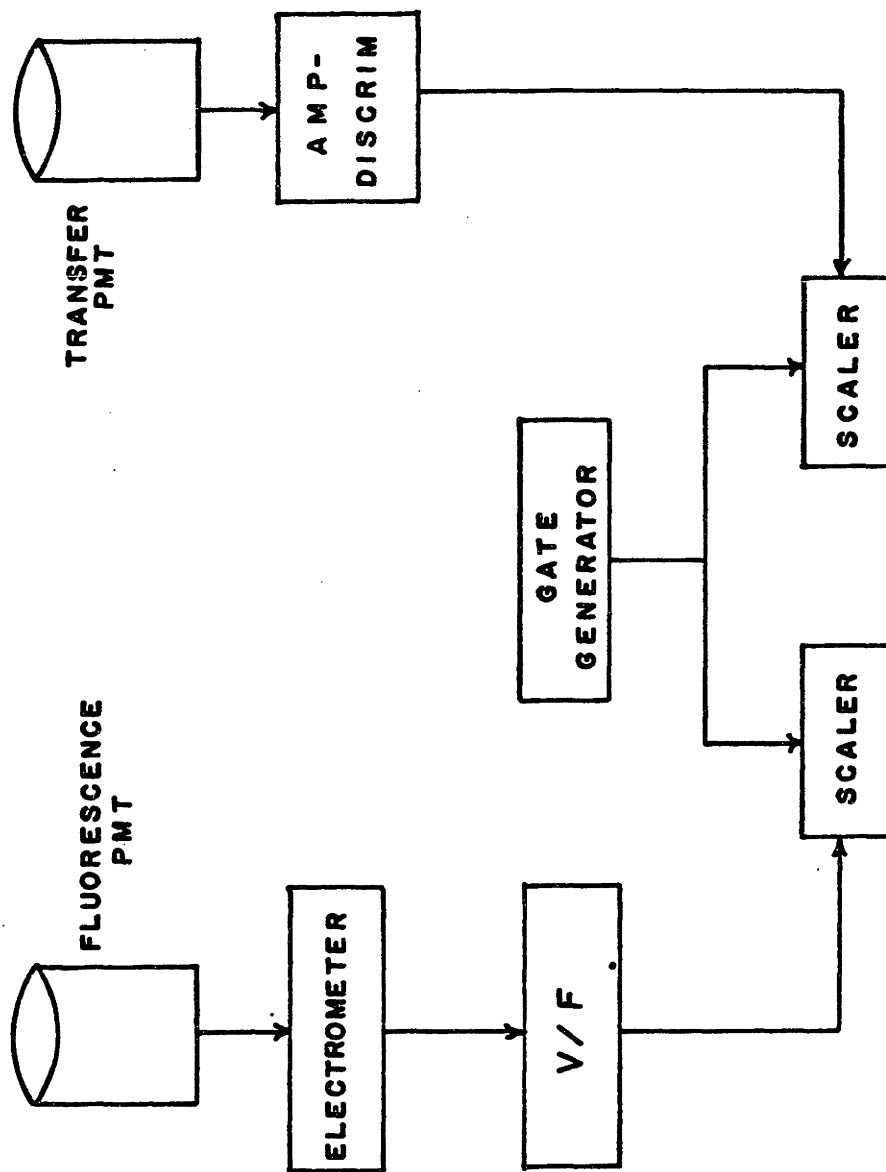 FLUORESCENCE
PMT
TRANSFER
PMT
ELECTROMETER
AMP-
DISCRIM
V/F
GATE
GENERATOR
SCALER
SCALER